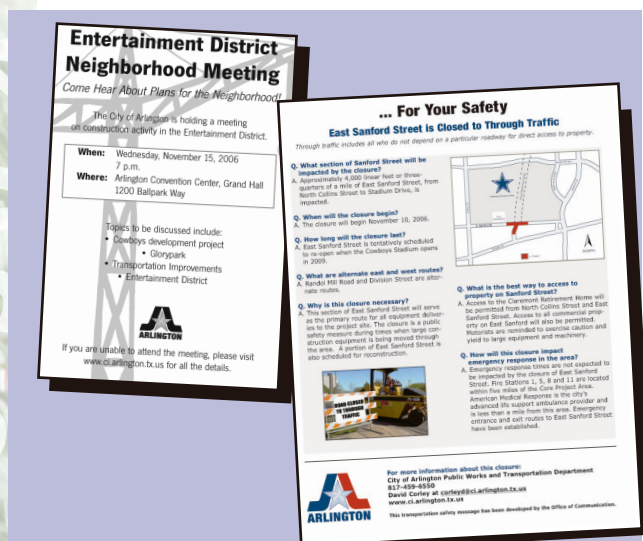 Entertainment District
Neighborhood Meeting
Come Hear About Plans for the Neighborhood!
The City of Arlington is holding a meeting
on construction activity in the Entertainment District.
When: Wednesday, November 15, 2006
7 p.m.
Where: Arlington Convention Center, Grand Hall
1200 Ballpark Way
Topics to be discussed include:
• Cowboys development project
• Glorypark
• Transportation Improvements
• Entertainment District
ARLINGTON
If you are unable to attend the meeting, please visit
www.ci.arlington.tx.us for all the details.
... For Your Safety
East Sanford Street is Closed to Through Traffic
Through traffic includes all who do not depend on a particular roadway for direct access to property.
Q. What section of Sanford Street will be
impacted by the closure?
A. Approximately 4,000 linear feet or three-
quarters of a mile of East Sanford Street, from
North Collins Street to Stadium Drive, is
impacted.
Q. When will the closure begin?
A. The closure will begin November 10, 2006.
Q. How long will the closure last?
A. East Sanford Street is tentatively scheduled
to re-open when the Cowboys Stadium opens
in 2009.
Q. What are alternate east and west routes?
A. Randol Mill Road and Division Street are alter-
nate routes.
Q. Why is this closure necessary?
A. This section of East Sanford Street will serve
as the primary route for all equipment deliver-
ies to the project site. The closure is a public
safety measure during times when large con-
struction equipment is being moved through
the area. A portion of East Sanford Street is
also scheduled for reconstruction.
ROAD CLOSED
TO THROUGH
TRAFFIC
Q. What is the best way to access to
property on Sanford Street?
A. Access to the Claremont Retirement Home will
be permitted from North Collins Street and East
Sanford Street. Access to all commercial prop-
erty on East Sanford will also be permitted.
Motorists are reminded to exercise caution and
yield to large equipment and machinery.
Q. How will this closure impact
emergency response in the area?
A. Emergency response times are not expected to
be impacted by the closure of East Sanford
Street. Fire Stations 1, 5, 8 and 11 are located
within five miles of the Core Project Area.
American Medical Response is the city's
advanced life support ambulance provider and
is less than a mile from this area. Emergency
entrance and exit routes to East Sanford Street
have been established.
ARLINGTON
For more information about this closure:
City of Arlington Public Works and Transportation Department
817-459-6550
David Corley at corleyd@ci.arlington.tx.us
www.ci.arlington.tx.us
This transportation safety message has been developed by the Office of Communication.